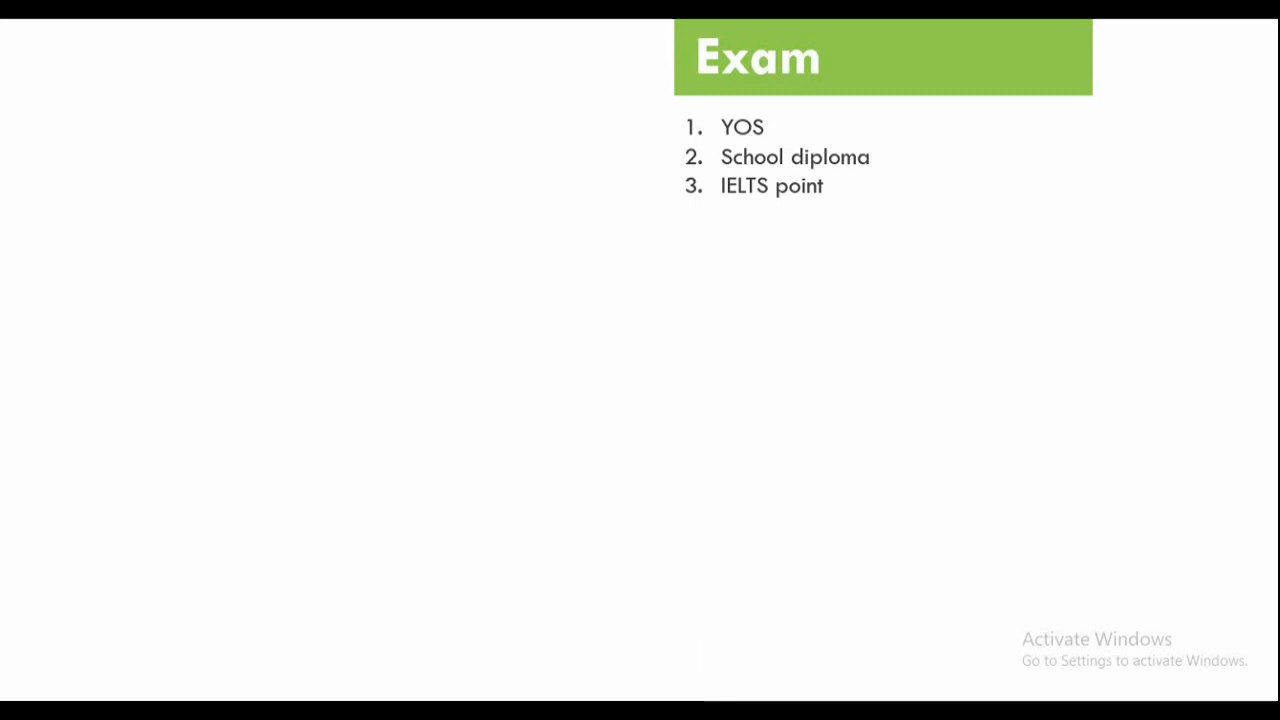 Exam
1. YOS
2. School diploma
3. IELTS point
Activate Windows
Go to Settings to activate Windows.